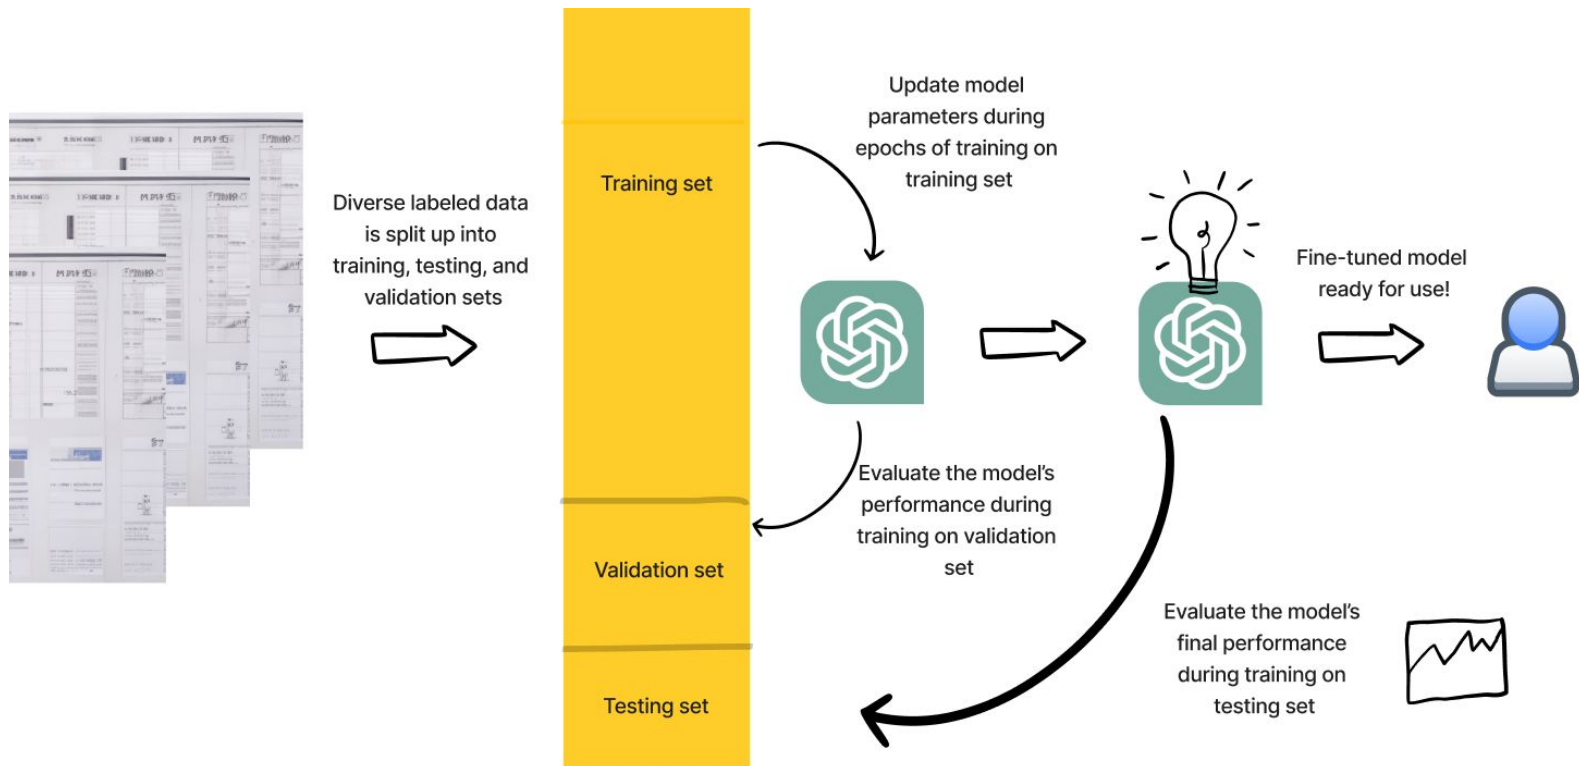 Diverse labeled data
is split up into
training, testing, and
validation sets
Training set
Validation set
Testing set
Update model
parameters during
epochs of training on
training set
Evaluate the model’s
performance during
training on validation
set
Fine-tuned model
ready for use!
Evaluate the model’s
final performance
during training on
testing set